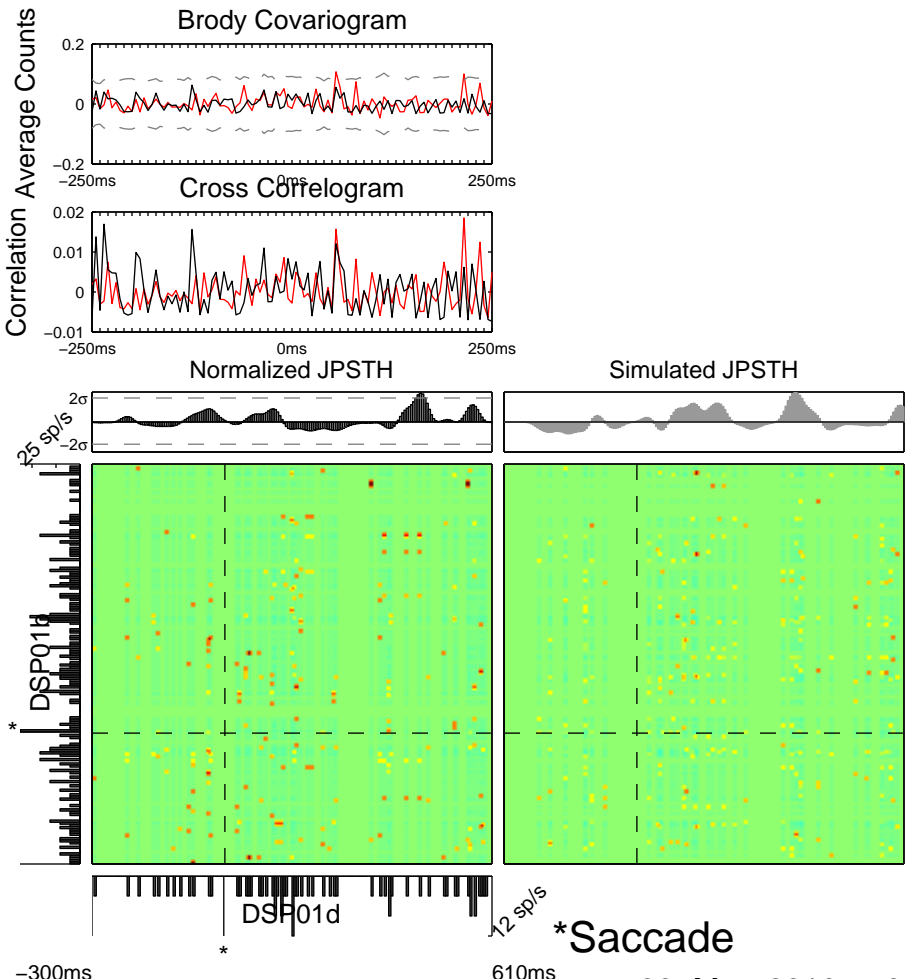 Brody Covariogram
Average Counts
0.2
0
−0.2
−250ms
0ms
250ms
Cross Correlogram
Correlation
0.02
0.01
0
−0.01
−250ms
0ms
250ms
Normalized JPSTH
Simulated JPSTH
2σ
−2σ
25 sp/s
DSP01b
*
DSP01d
12 sp/s
*
*Saccade
−300ms
610ms